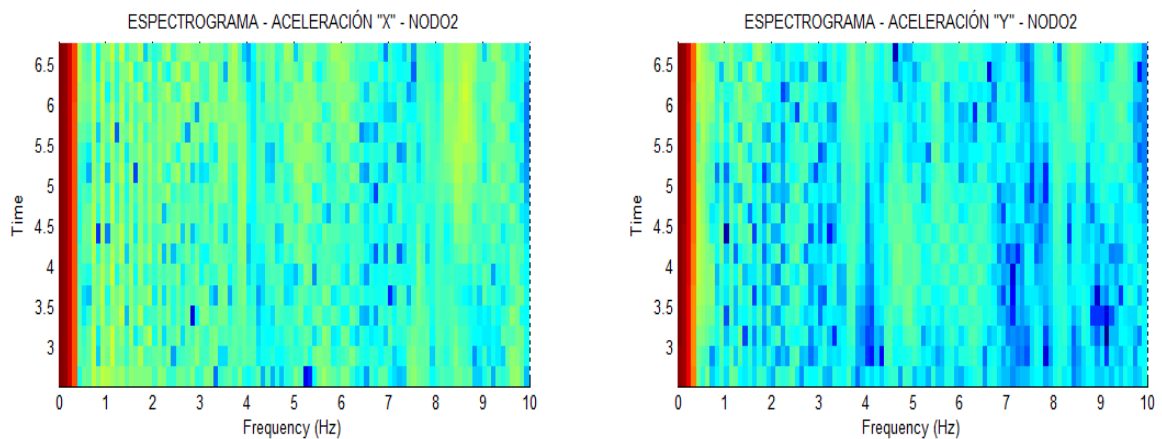 ESPECTROGRAMA - ACELERACIÓN "X" - NODO2
6.5
6
5.5
5
4.5
4
3.5
3
Time
0 1 2 3 4 5 6 7 8 9 10
Frequency (Hz)
ESPECTROGRAMA - ACELERACIÓN "Y" - NODO2
6.5
6
5.5
5
4.5
4
3.5
3
Time
0 1 2 3 4 5 6 7 8 9 10
Frequency (Hz)